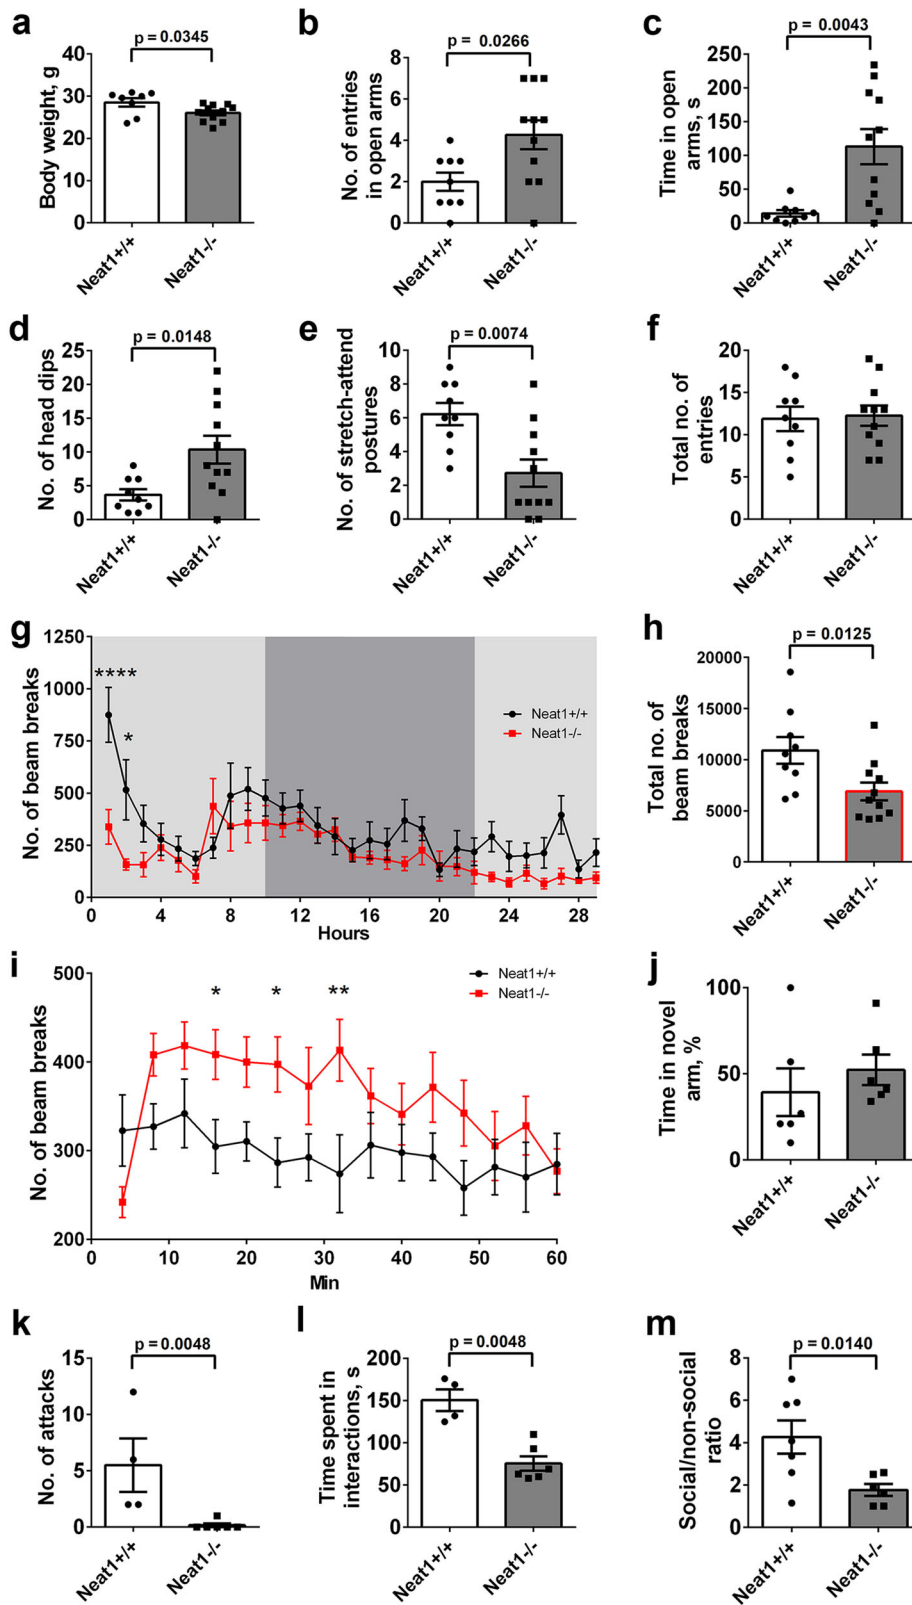 a
p = 0.0345
Body weight, g
40
30
20
10
0
Neat1+/+
Neat1-/-
b
p = 0.0266
No. of entries
in open arms
8
6
4
2
0
Neat1+/+
Neat1-/-
c
p = 0.0043
Time in open
arms, s
250
200
150
100
50
0
Neat1+/+
Neat1-/-
d
p = 0.0148
No. of head dips
25
20
15
10
5
0
Neat1+/+
Neat1-/-
e
p = 0.0074
No. of stretch-attend
postures
10
8
6
4
2
0
Neat1+/+
Neat1-/-
f
Total no. of
entries
20
15
10
5
0
Neat1+/+
Neat1-/-
g
No. of beam breaks
1250
1000
750
500
250
0
****
*
Neat1+/+
Neat1-/-
0 4 8 12 16 20 24 28
Hours
h
p = 0.0125
Total no. of
beam breaks
20000
15000
10000
5000
0
Neat1+/+
Neat1-/-
i
No. of beam breaks
500
400
300
200
* * **
Neat1+/+
Neat1-/-
0 10 20 30 40 50 60
Min
j
Time in novel
arm, %
100
50
0
Neat1+/+
Neat1-/-
k
p = 0.0048
No. of attacks
15
10
5
0
Neat1+/+
Neat1-/-
l
p = 0.0048
Time spent in
interactions, s
200
150
100
50
0
Neat1+/+
Neat1-/-
m
p = 0.0140
Social/non-social
ratio
8
6
4
2
0
Neat1+/+
Neat1-/-